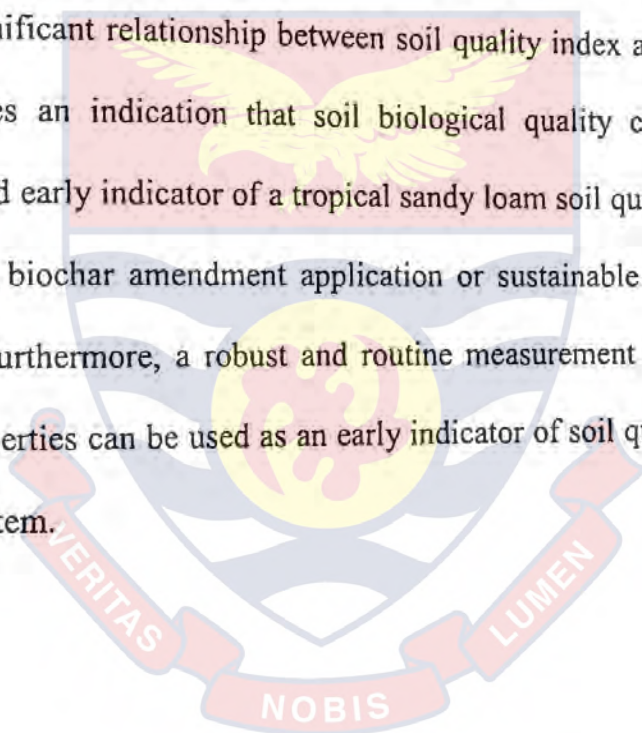 nificant relationship between soil quality index a
es an indication that soil biological quality c
d early indicator of a tropical sandy loam soil qu
biochar amendment application or sustainable
urthermore, a robust and routine measurement
erties can be used as an early indicator of soil q
tem.
VERITAS
NOBIS
LUMEN